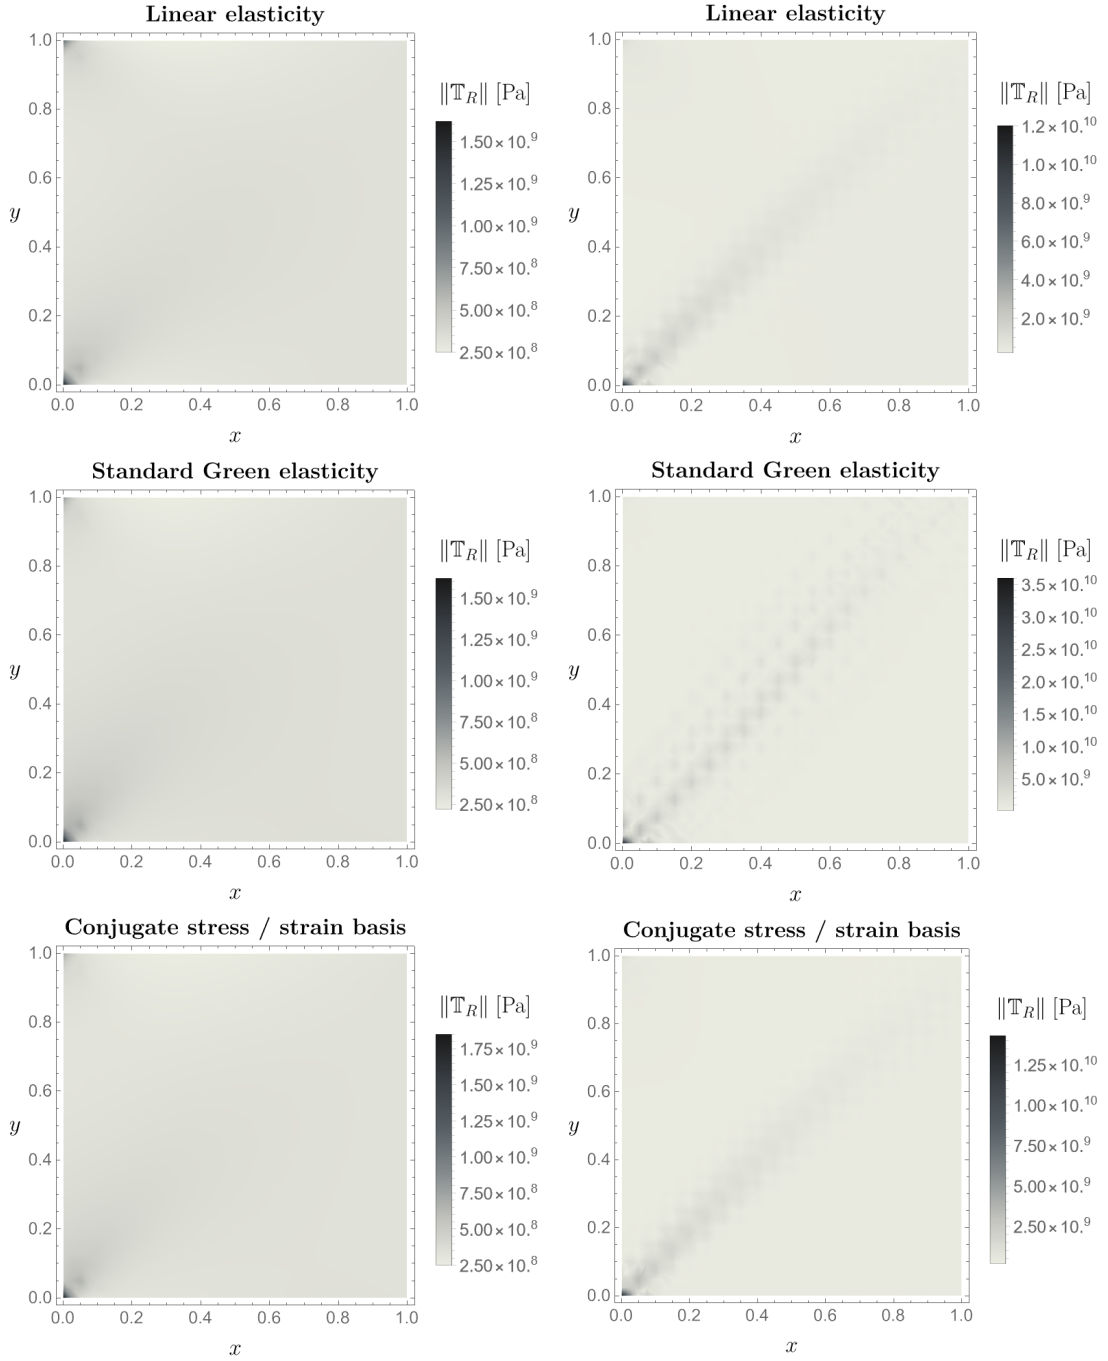 Linear elasticity
‖𝕋_R‖ [Pa]
1.50×10.^9
1.25×10.^9
1.00×10.^9
7.50×10.^8
5.00×10.^8
2.50×10.^8
y
1.0
0.8
0.6
0.4
0.2
0.0
0.0 0.2 0.4 0.6 0.8 1.0
x
Linear elasticity
‖𝕋_R‖ [Pa]
1.2×10.^10
1.0×10.^10
8.0×10.^9
6.0×10.^9
4.0×10.^9
2.0×10.^9
y
1.0
0.8
0.6
0.4
0.2
0.0
0.0 0.2 0.4 0.6 0.8 1.0
x
Standard Green elasticity
‖𝕋_R‖ [Pa]
1.50×10.^9
1.25×10.^9
1.00×10.^9
7.50×10.^8
5.00×10.^8
2.50×10.^8
y
1.0
0.8
0.6
0.4
0.2
0.0
0.0 0.2 0.4 0.6 0.8 1.0
x
Standard Green elasticity
‖𝕋_R‖ [Pa]
3.5×10.^10
3.0×10.^10
2.5×10.^10
2.0×10.^10
1.5×10.^10
1.0×10.^10
5.0×10.^9
y
1.0
0.8
0.6
0.4
0.2
0.0
0.0 0.2 0.4 0.6 0.8 1.0
x
Conjugate stress / strain basis
‖𝕋_R‖ [Pa]
1.75×10.^9
1.50×10.^9
1.25×10.^9
1.00×10.^9
7.50×10.^8
5.00×10.^8
2.50×10.^8
y
1.0
0.8
0.6
0.4
0.2
0.0
0.0 0.2 0.4 0.6 0.8 1.0
x
Conjugate stress / strain basis
‖𝕋_R‖ [Pa]
1.25×10.^10
1.00×10.^10
7.50×10.^9
5.00×10.^9
2.50×10.^9
y
1.0
0.8
0.6
0.4
0.2
0.0
0.0 0.2 0.4 0.6 0.8 1.0
x